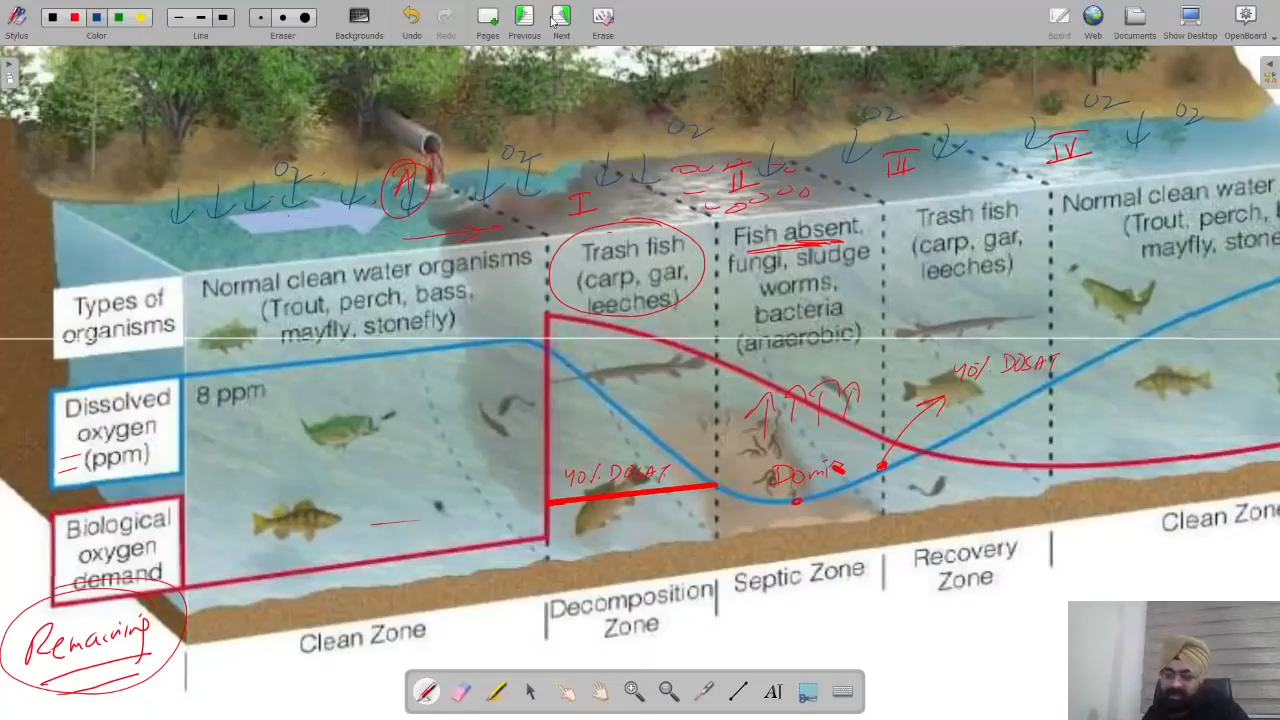 Stylus
Color
Line
Eraser
Backgrounds
Undo
Redo
Pages
Previous
Next
Erase
Board
Web
Documents
Show Desktop
OpenBoard
O2
O2
O2
O2
O2
O2
A
I
II
III
IV
Types of
organisms
Normal clean water organisms
(Trout, perch, bass,
mayfly, stonefly)
Trash fish
(carp, gar,
leeches)
Fish absent,
fungi, sludge
worms,
bacteria
(anaerobic)
Trash fish
(carp, gar,
leeches)
Normal clean water
(Trout, perch,
mayfly, stone
Dissolved
oxygen
(ppm)
8 ppm
40% DOSAT
40% DOSAT
Biological
oxygen
demand
Remaining
Clean Zone
Decomposition
Zone
Septic Zone
Recovery
Zone
Clean Zone